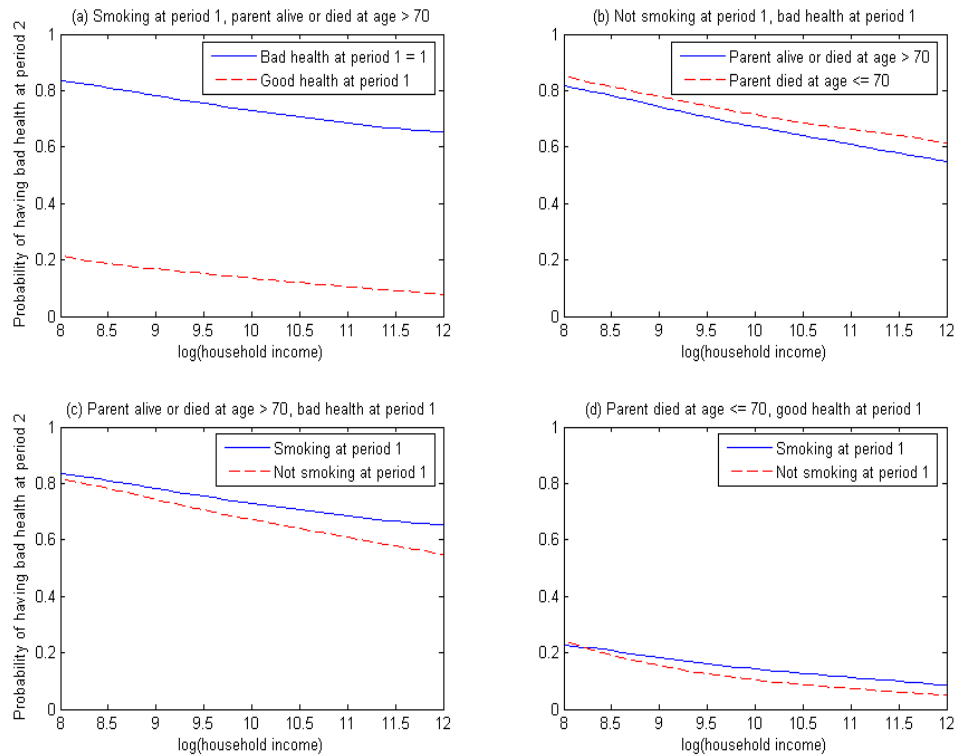 (a) Smoking at period 1, parent alive or died at age > 70
Probability of having bad health at period 2
1
0.8
0.6
0.4
0.2
0
Bad health at period 1 = 1
Good health at period 1
8 8.5 9 9.5 10 10.5 11 11.5 12
log(household income)
(b) Not smoking at period 1, bad health at period 1
1
0.8
0.6
0.4
0.2
0
Parent alive or died at age > 70
Parent died at age <= 70
8 8.5 9 9.5 10 10.5 11 11.5 12
log(household income)
(c) Parent alive or died at age > 70, bad health at period 1
Probability of having bad health at period 2
1
0.8
0.6
0.4
0.2
0
Smoking at period 1
Not smoking at period 1
8 8.5 9 9.5 10 10.5 11 11.5 12
log(household income)
(d) Parent died at age <= 70, good health at period 1
1
0.8
0.6
0.4
0.2
0
Smoking at period 1
Not smoking at period 1
8 8.5 9 9.5 10 10.5 11 11.5 12
log(household income)